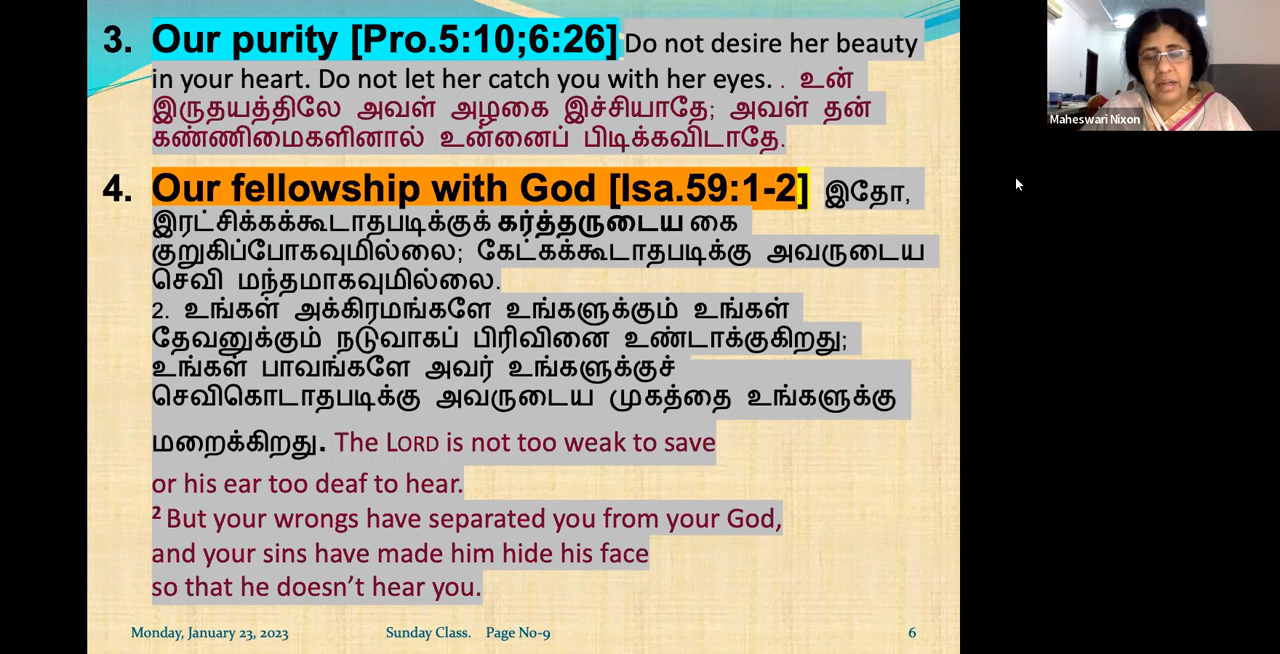 3. Our purity [Pro.5:10;6:26] Do not desire her beauty
in your heart. Do not let her catch you with her eyes. . உன்
இருதயத்திலே அவள் அழகை இச்சியாதே; அவள் தன்
கண்ணிமைகளினால் உன்னைப் பிடிக்கவிடாதே.
4. Our fellowship with God [Isa.59:1-2] இதோ,
இரட்சிக்கக்கூடாதபடிக்குக் கர்த்தருடைய கை
குறுகிப்போகவுமில்லை; கேட்கக்கூடாதபடிக்கு அவருடைய
செவி மந்தமாகவுமில்லை.
2. உங்கள் அக்கிரமங்களே உங்களுக்கும் உங்கள்
தேவனுக்கும் நடுவாகப் பிரிவினை உண்டாக்குகிறது;
உங்கள் பாவங்களே அவர் உங்களுக்குச்
செவிகொடாதபடிக்கு அவருடைய முகத்தை உங்களுக்கு
மறைக்கிறது. The LORD is not too weak to save
or his ear too deaf to hear.
2 But your wrongs have separated you from your God,
and your sins have made him hide his face
so that he doesn’t hear you.
Monday, January 23, 2023 Sunday Class. Page No-9 6
Maheswari Nixon